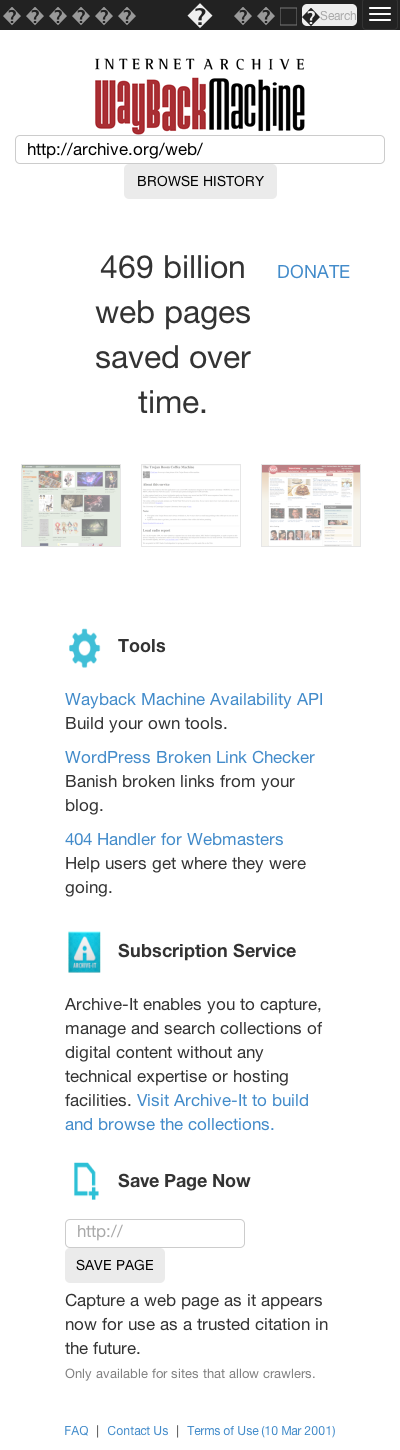 Search
INTERNET ARCHIVE
WayBackMachine
http://archive.org/web/
BROWSE HISTORY
469 billion
web pages
saved over
time.
DONATE
Tools
Wayback Machine Availability API
Build your own tools.
WordPress Broken Link Checker
Banish broken links from your
blog.
404 Handler for Webmasters
Help users get where they were
going.
ARCHIVE-IT
Subscription Service
Archive-It enables you to capture,
manage and search collections of
digital content without any
technical expertise or hosting
facilities. Visit Archive-It to build
and browse the collections.
Save Page Now
http://
SAVE PAGE
Capture a web page as it appears
now for use as a trusted citation in
the future.
Only available for sites that allow crawlers.
FAQ | Contact Us | Terms of Use (10 Mar 2001)